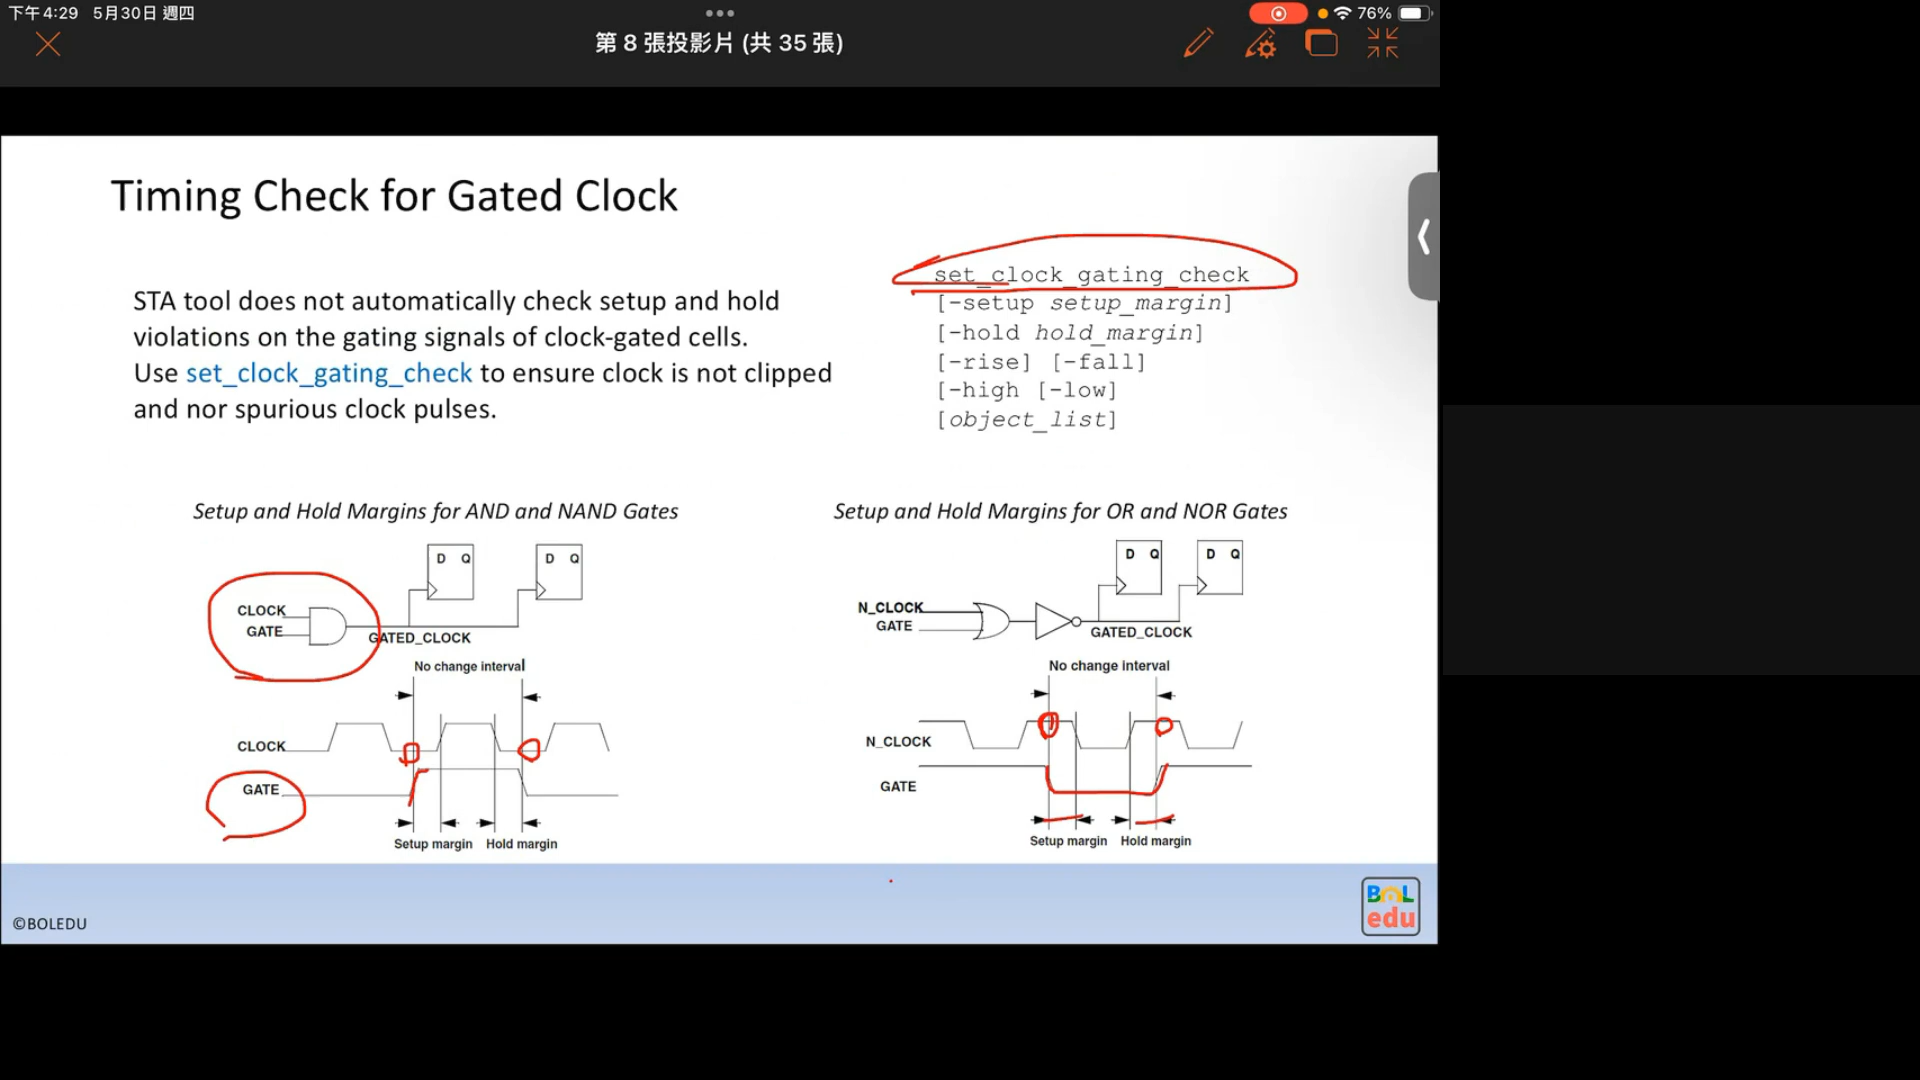 下午4:29 5月30日 週四
76%
第 8 張投影片 (共 35 張)
Timing Check for Gated Clock
STA tool does not automatically check setup and hold
violations on the gating signals of clock-gated cells.
Use set_clock_gating_check to ensure clock is not clipped
and nor spurious clock pulses.
set_clock_gating_check
[-setup setup_margin]
[-hold hold_margin]
[-rise] [-fall]
[-high [-low]
[object_list]
Setup and Hold Margins for AND and NAND Gates
D Q
D Q
CLOCK
GATE
GATED_CLOCK
No change interval
CLOCK
GATE
Setup margin Hold margin
Setup and Hold Margins for OR and NOR Gates
D Q
D Q
N_CLOCK
GATE
GATED_CLOCK
No change interval
N_CLOCK
GATE
Setup margin Hold margin
©BOLEDU
BOL
edu